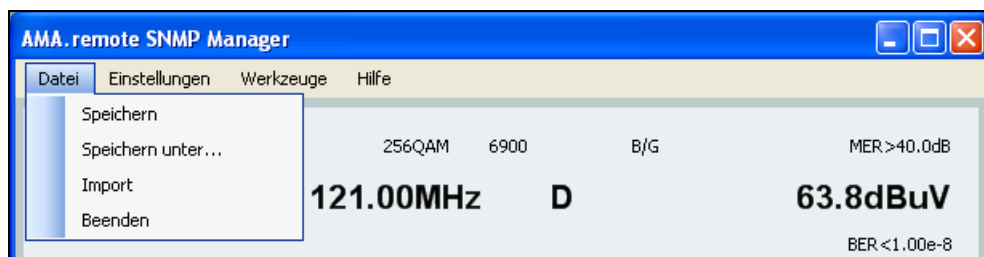 AMA.remote SNMP Manager
Datei Einstellungen Werkzeuge Hilfe
Speichern
Speichern unter...
Import
Beenden
256QAM 6900 B/G MER>40.0dB
121.00MHz D 63.8dBuV
BER<1.00e-8